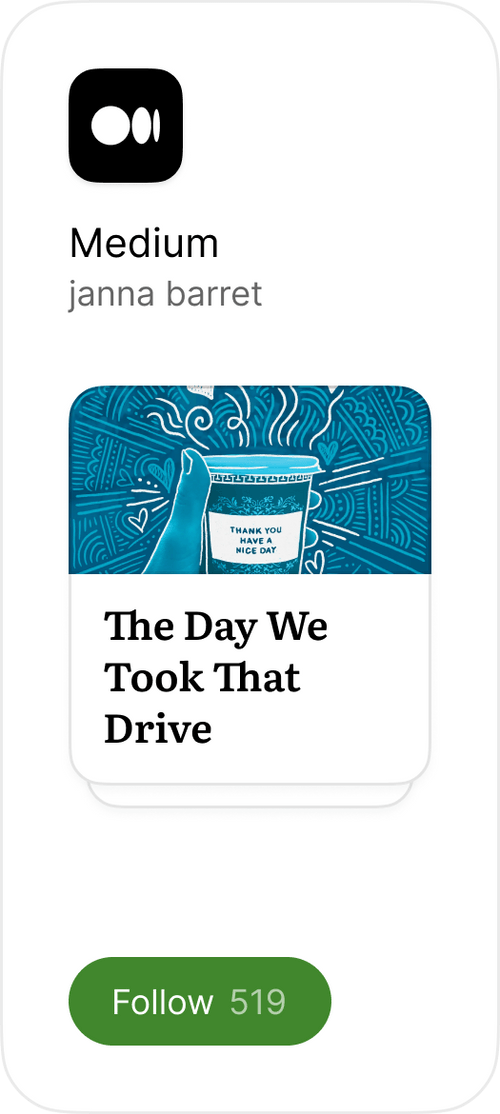 Medium
janna barret
THANK YOU
HAVE A
NICE DAY
The Day We
Took That
Drive
Follow 519